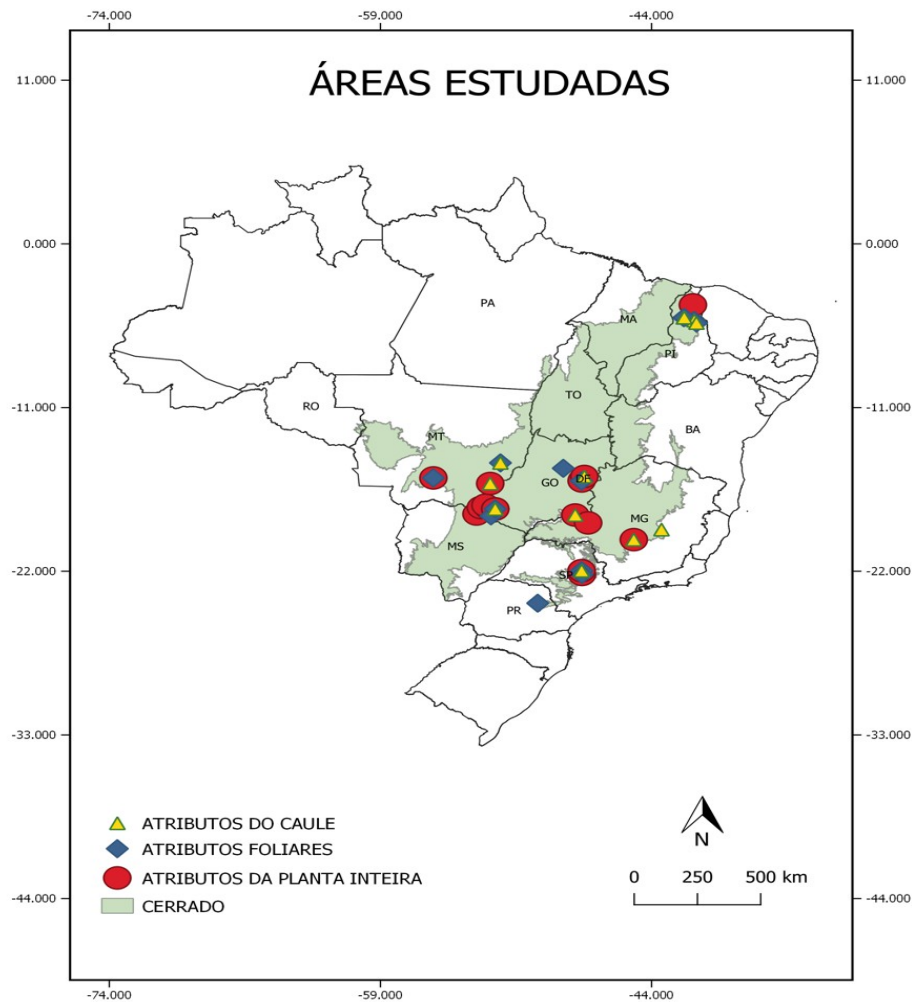 -74.000 -59.000 -44.000
ÁREAS ESTUDADAS
11.000 11.000
0.000 0.000
PA
MA
PI
TO
-11.000 -11.000
RO
BA
MT
GO
DF
MG
MS
-22.000 -22.000
SP
PR
-33.000 -33.000
ATRIBUTOS DO CAULE
ATRIBUTOS FOLIARES
ATRIBUTOS DA PLANTA INTEIRA
CERRADO
N
0 250 500 km
-44.000 -44.000
-74.000 -59.000 -44.000